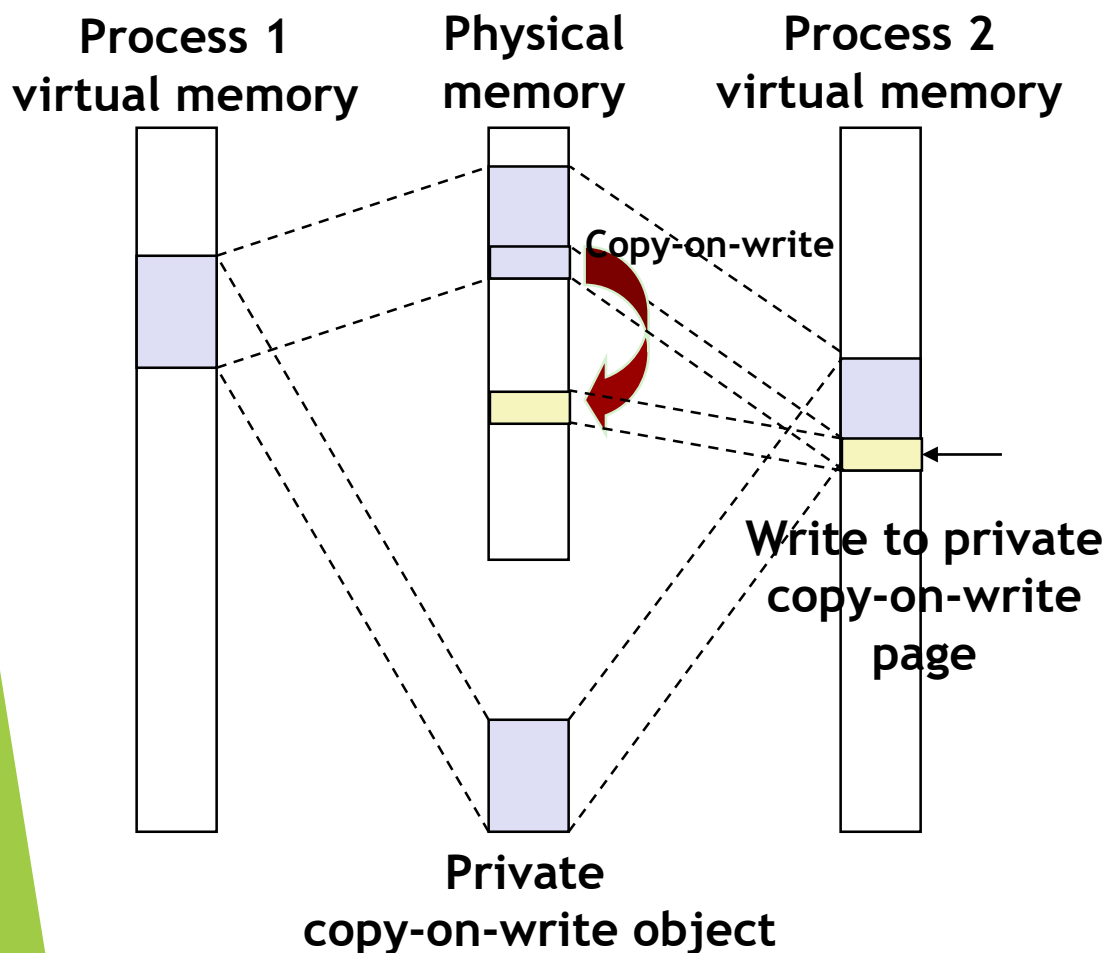 Process 1
virtual memory
Physical
memory
Process 2
virtual memory
Copy-on-write
Write to private
copy-on-write
page
Private
copy-on-write object